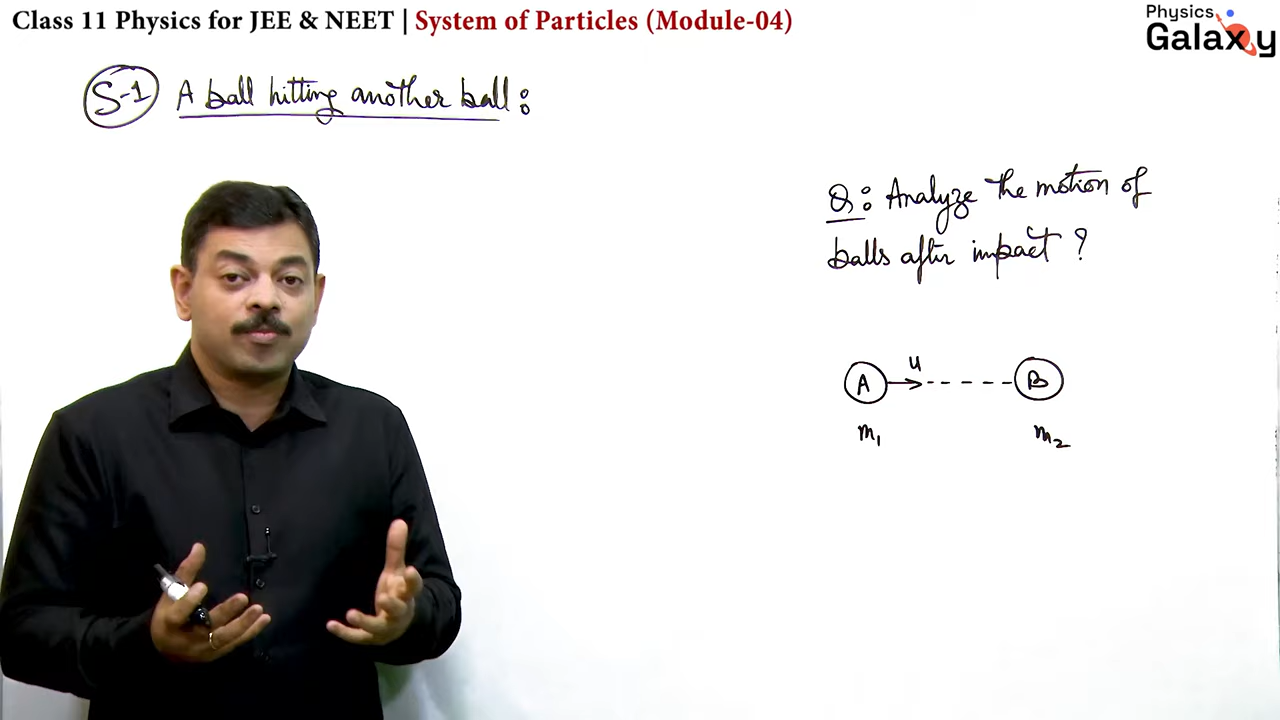 Class 11 Physics for JEE & NEET | System of Particles (Module-04)
Physics Galaxy
S-1 A ball hitting another ball :
Q : Analyze the motion of
balls after impact ?
A u B
m₁ m₂